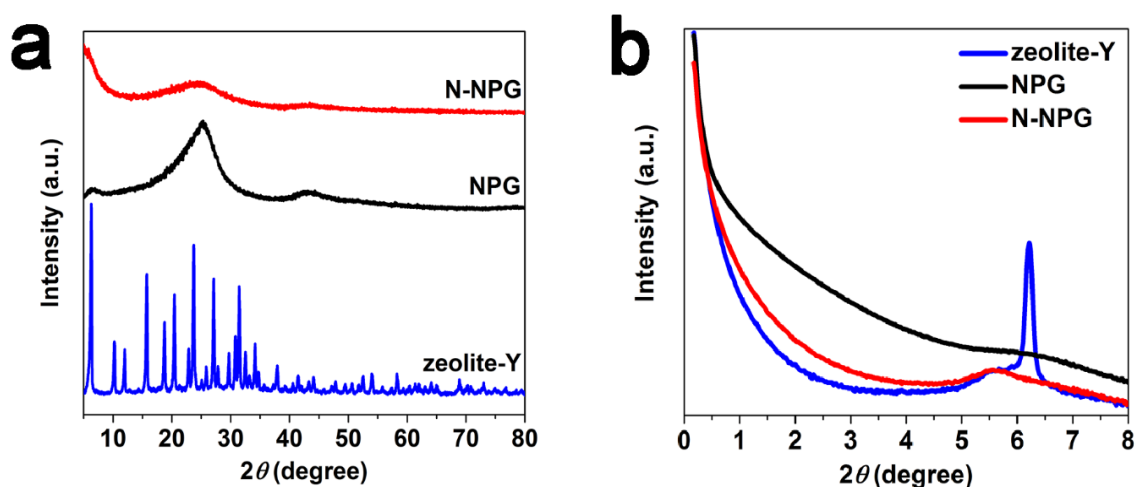 a
Intensity (a.u.)
N-NPG
NPG
zeolite-Y
10 20 30 40 50 60 70 80
2θ (degree)
b
Intensity (a.u.)
zeolite-Y
NPG
N-NPG
0 1 2 3 4 5 6 7 8
2θ (degree)